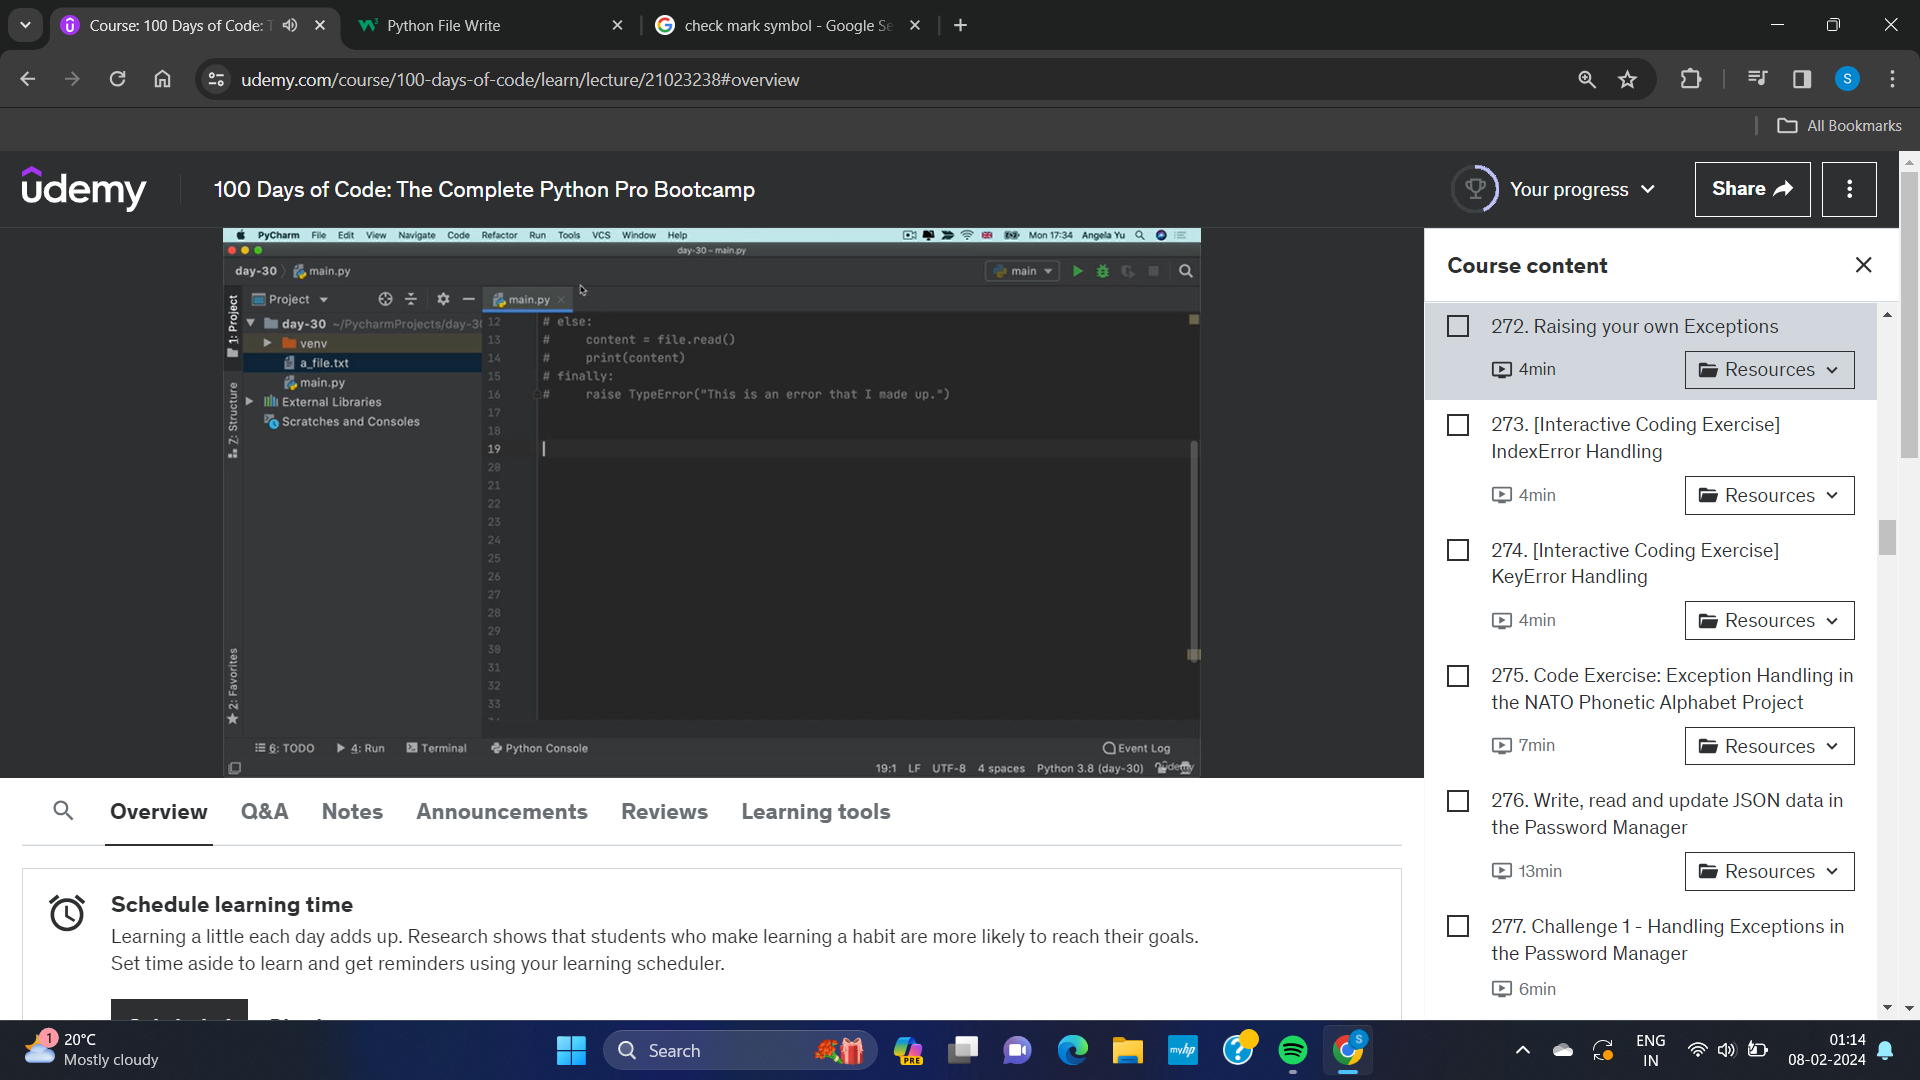 Course: 100 Days of Code: T
Python File Write
check mark symbol - Google Se
udemy.com/course/100-days-of-code/learn/lecture/21023238#overview
S
All Bookmarks
udemy
100 Days of Code: The Complete Python Pro Bootcamp
Your progress
Share
PyCharm File Edit View Navigate Code Refactor Run Tools VCS Window Help
Mon 17:34 Angela Yu
day-30 – main.py
day-30 main.py
main
1: Project
Project
main.py
day-30 ~/PycharmProjects/day-30
venv
a_file.txt
main.py
External Libraries
Scratches and Consoles
Z: Structure
2: Favorites
12 # else:
13 #     content = file.read()
14 #     print(content)
15 # finally:
16 #     raise TypeError("This is an error that I made up.")
17
18
19
20
21
22
23
24
25
26
27
28
29
30
31
32
33
6: TODO 4: Run Terminal Python Console
Event Log
19:1 LF UTF-8 4 spaces Python 3.8 (day-30)
udemy
Course content
272. Raising your own Exceptions
4min
Resources
273. [Interactive Coding Exercise]
IndexError Handling
4min
Resources
274. [Interactive Coding Exercise]
KeyError Handling
4min
Resources
275. Code Exercise: Exception Handling in
the NATO Phonetic Alphabet Project
7min
Resources
276. Write, read and update JSON data in
the Password Manager
13min
Resources
277. Challenge 1 - Handling Exceptions in
the Password Manager
6min
Overview Q&A Notes Announcements Reviews Learning tools
Schedule learning time
Learning a little each day adds up. Research shows that students who make learning a habit are more likely to reach their goals.
Set time aside to learn and get reminders using your learning scheduler.
1
20°C
Mostly cloudy
Search
PRE
myhp
S
ENG
IN
01:14
08-02-2024